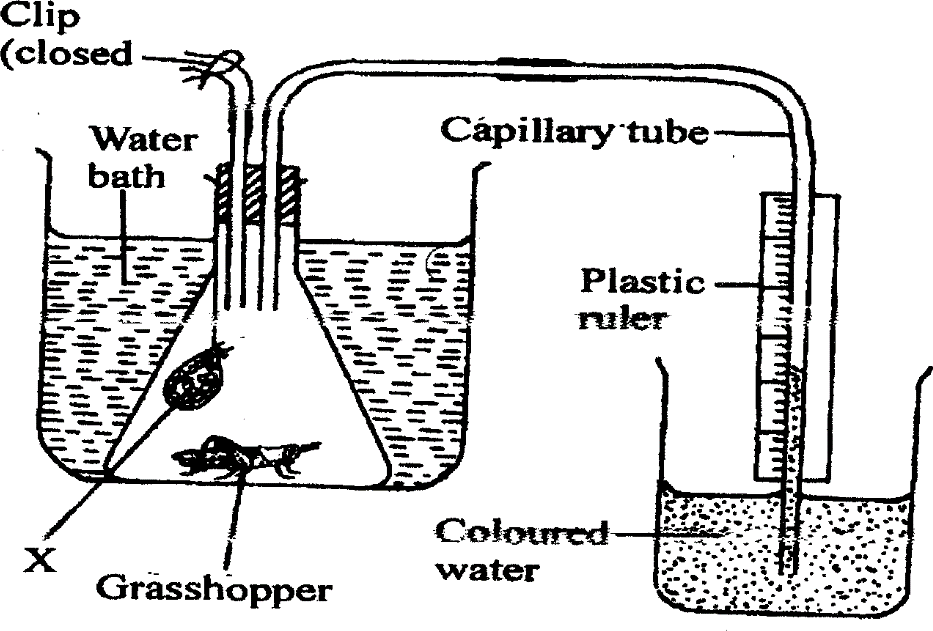 Clip
(closed
Water
bath
Capillary tube
Plastic
ruler
Coloured
water
X
Grasshopper